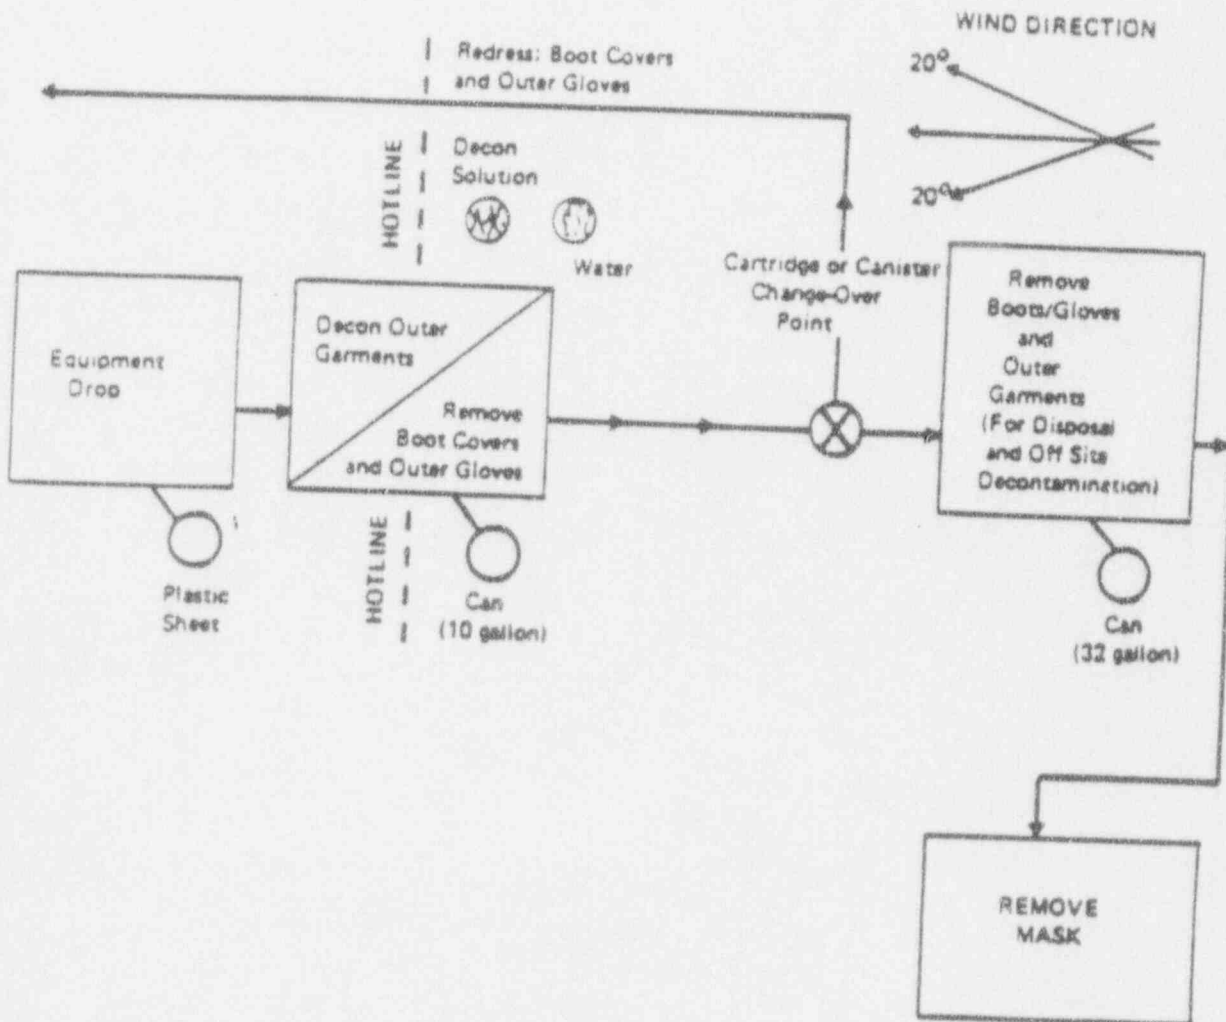 WIND DIRECTION
20°
20°
Redress: Boot Covers
and Outer Gloves
HOTLINE
Decon
Solution
Water
Cartridge or Canister
Change-Over
Point
Equipment
Drop
Decon Outer
Garments
Remove
Boot Covers
and Outer Gloves
Remove
Boots/Gloves
and
Outer
Garments
(For Disposal
and Off Site
Decontamination)
Plastic
Sheet
HOTLINE
Can
(10 gallon)
Can
(32 gallon)
REMOVE
MASK